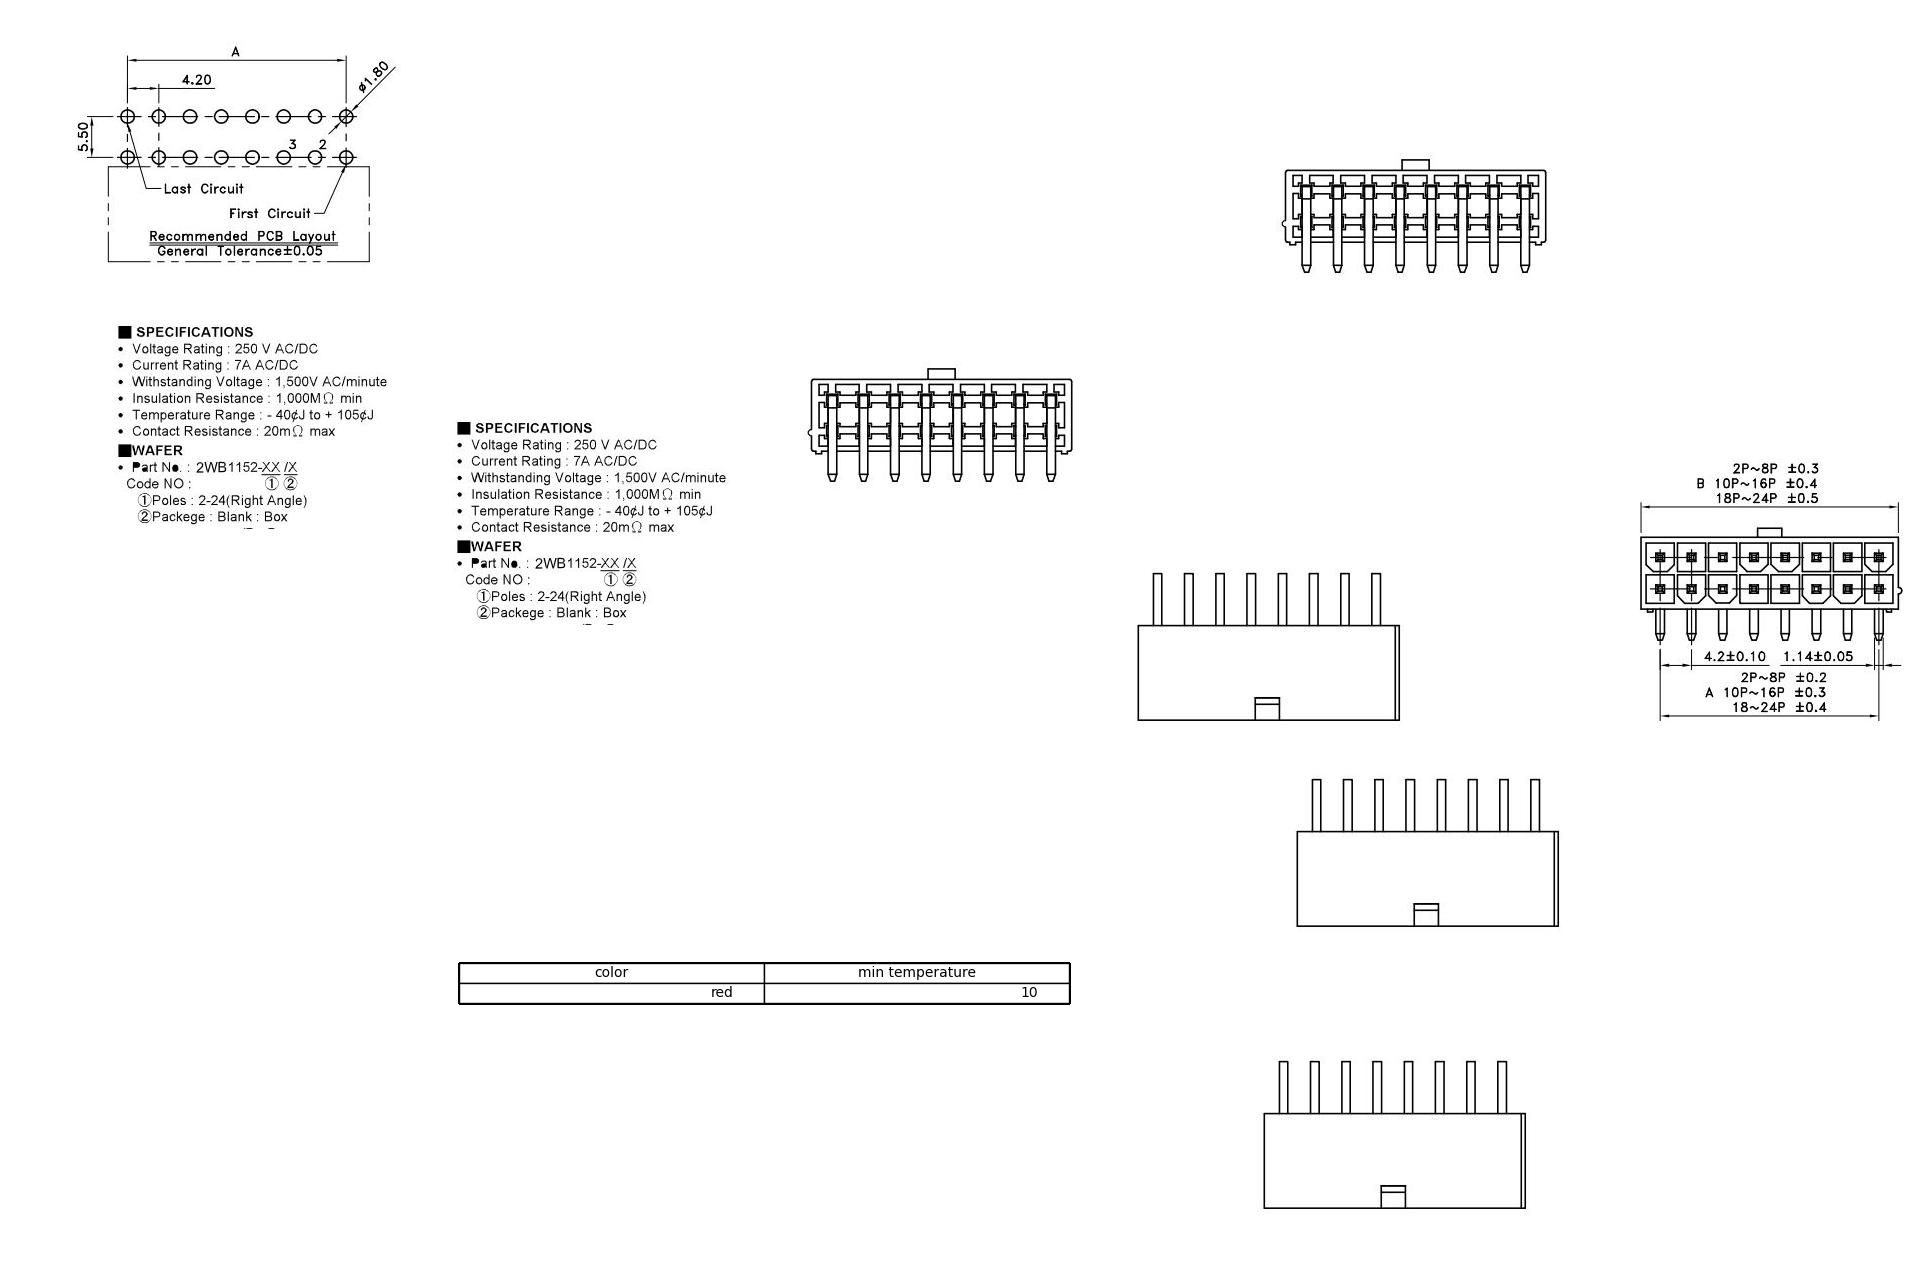 A
4.20
ø1.80
5.50
3 2
Last Circuit
First Circuit
Recommended PCB Layout
General Tolerance±0.05
■ SPECIFICATIONS
• Voltage Rating : 250 V AC/DC
• Current Rating : 7A AC/DC
• Withstanding Voltage : 1,500V AC/minute
• Insulation Resistance : 1,000MΩ min
• Temperature Range : - 40¢J to + 105¢J
• Contact Resistance : 20mΩ max
■WAFER
• Part No. : 2WB1152-XX /X
Code NO : ① ②
①Poles : 2-24(Right Angle)
②Packege : Blank : Box
■ SPECIFICATIONS
• Voltage Rating : 250 V AC/DC
• Current Rating : 7A AC/DC
• Withstanding Voltage : 1,500V AC/minute
• Insulation Resistance : 1,000MΩ min
• Temperature Range : - 40¢J to + 105¢J
• Contact Resistance : 20mΩ max
■WAFER
• Part No. : 2WB1152-XX /X
Code NO : ① ②
①Poles : 2-24(Right Angle)
②Packege : Blank : Box
2P~8P ±0.3
B 10P~16P ±0.4
18P~24P ±0.5
4.2±0.10 1.14±0.05
2P~8P ±0.2
A 10P~16P ±0.3
18~24P ±0.4
color min temperature
red 10